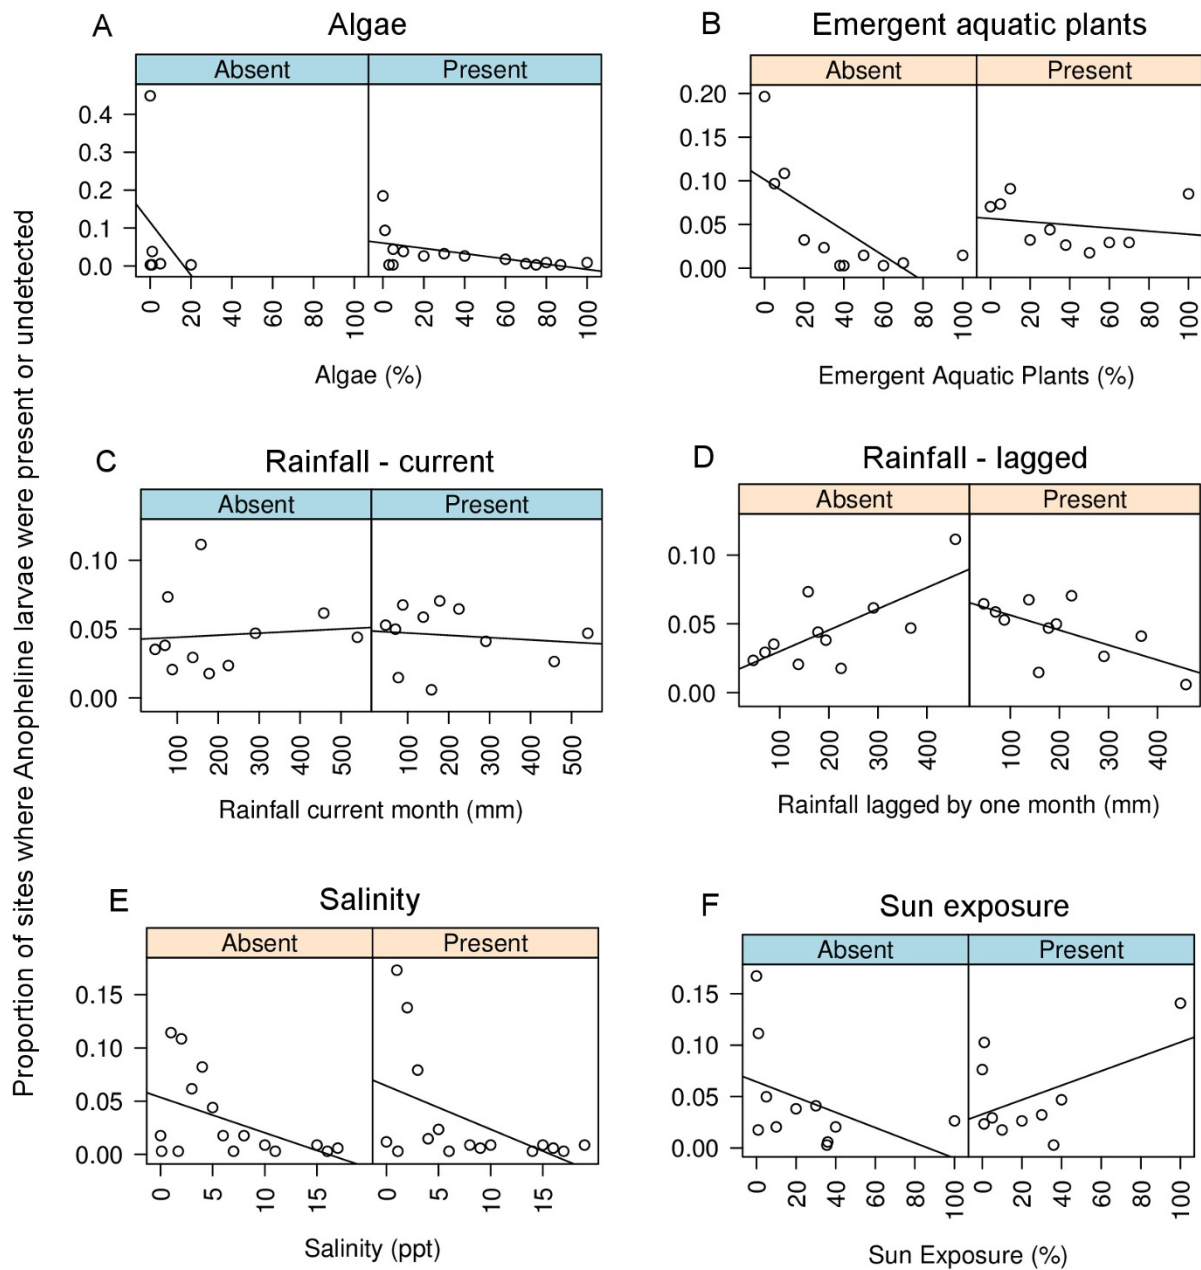 Proportion of sites where Anopheline larvae were present or undetected
A Algae
Absent Present
0.4
0.3
0.2
0.1
0.0
0 20 40 60 80 100 0 20 40 60 80 100
Algae (%)
B Emergent aquatic plants
Absent Present
0.20
0.15
0.10
0.05
0.00
0 20 40 60 80 100 0 20 40 60 80 100
Emergent Aquatic Plants (%)
C Rainfall - current
Absent Present
0.10
0.05
0.00
100 200 300 400 500 100 200 300 400 500
Rainfall current month (mm)
D Rainfall - lagged
Absent Present
0.10
0.05
0.00
100 200 300 400 100 200 300 400
Rainfall lagged by one month (mm)
E Salinity
Absent Present
0.15
0.10
0.05
0.00
0 5 10 15 0 5 10 15
Salinity (ppt)
F Sun exposure
Absent Present
0.15
0.10
0.05
0.00
0 20 40 60 80 100 0 20 40 60 80 100
Sun Exposure (%)